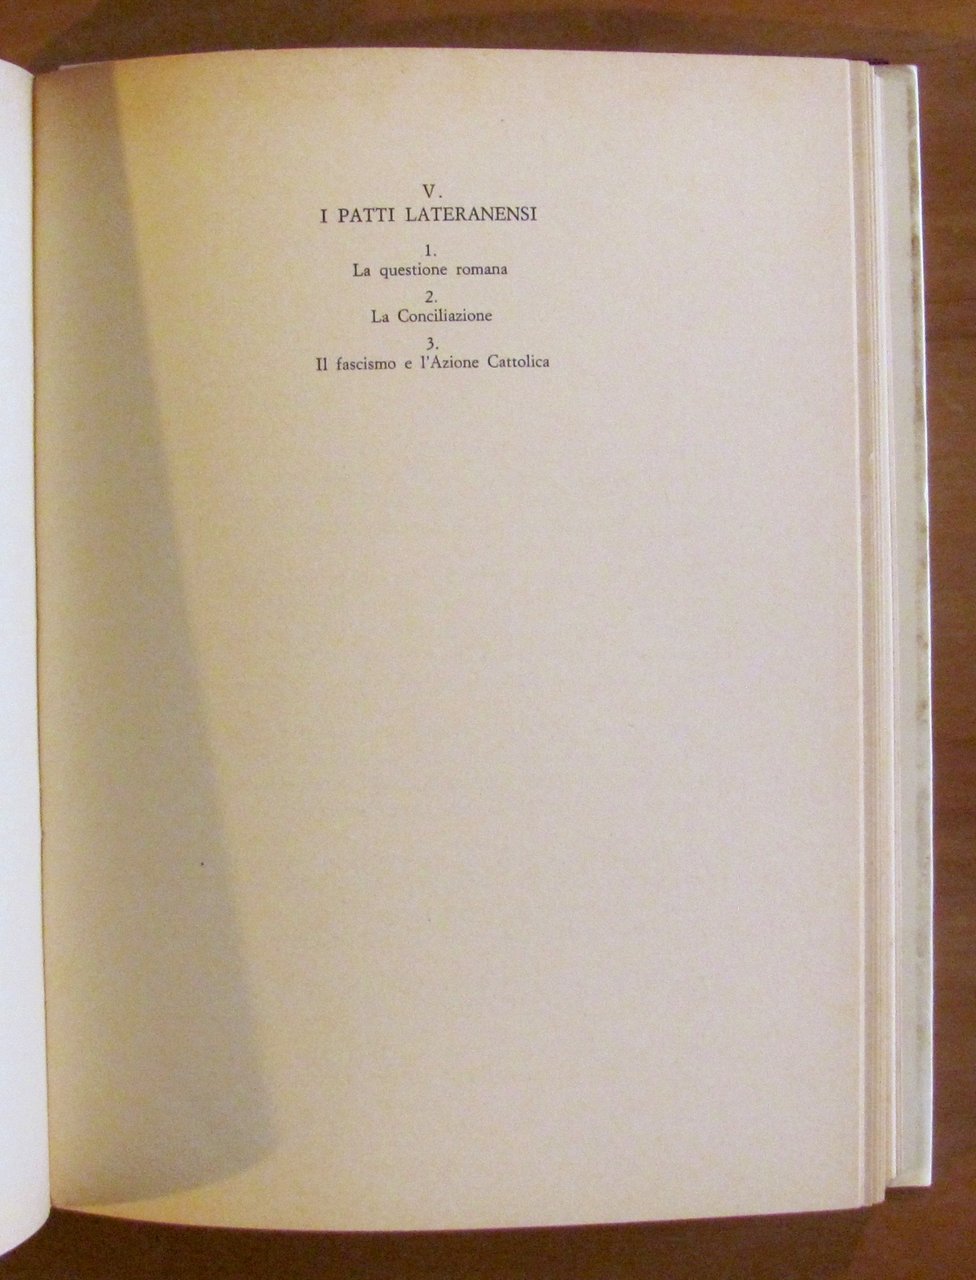 V.
I PATTI LATERANENSI
1.
La questione romana
2.
La Conciliazione
3.
Il fascismo e l'Azione Cattolica